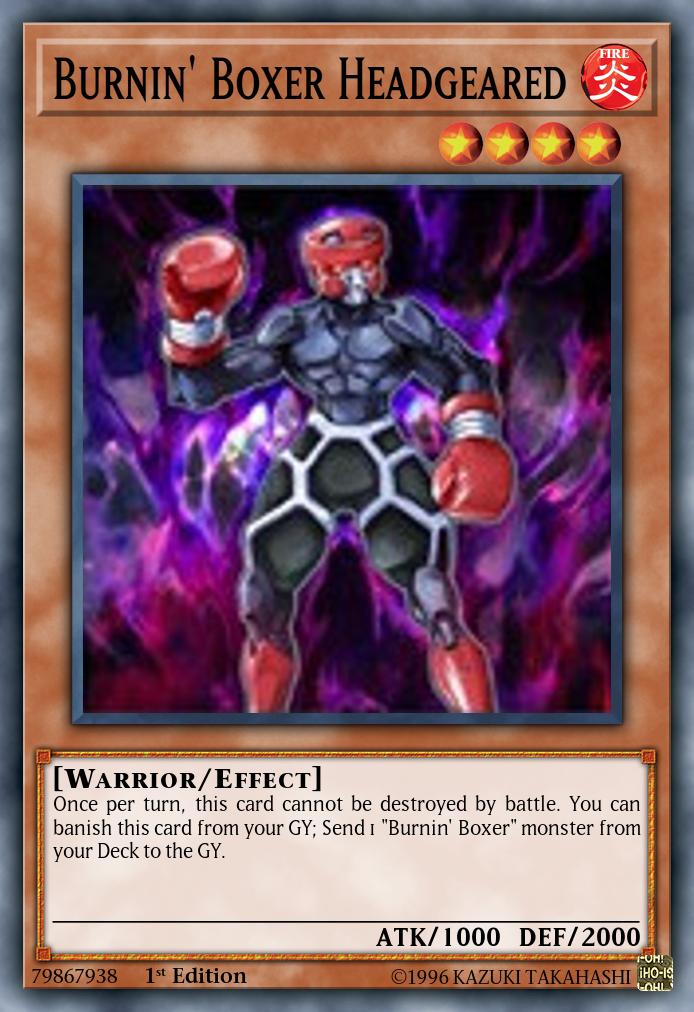 Burnin' Boxer Headgeared
FIRE
炎
[Warrior/Effect]
Once per turn, this card cannot be destroyed by battle. You can
banish this card from your GY; Send 1 "Burnin' Boxer" monster from
your Deck to the GY.
ATK/1000 DEF/2000
79867938 1st Edition ©1996 KAZUKI TAKAHASHI